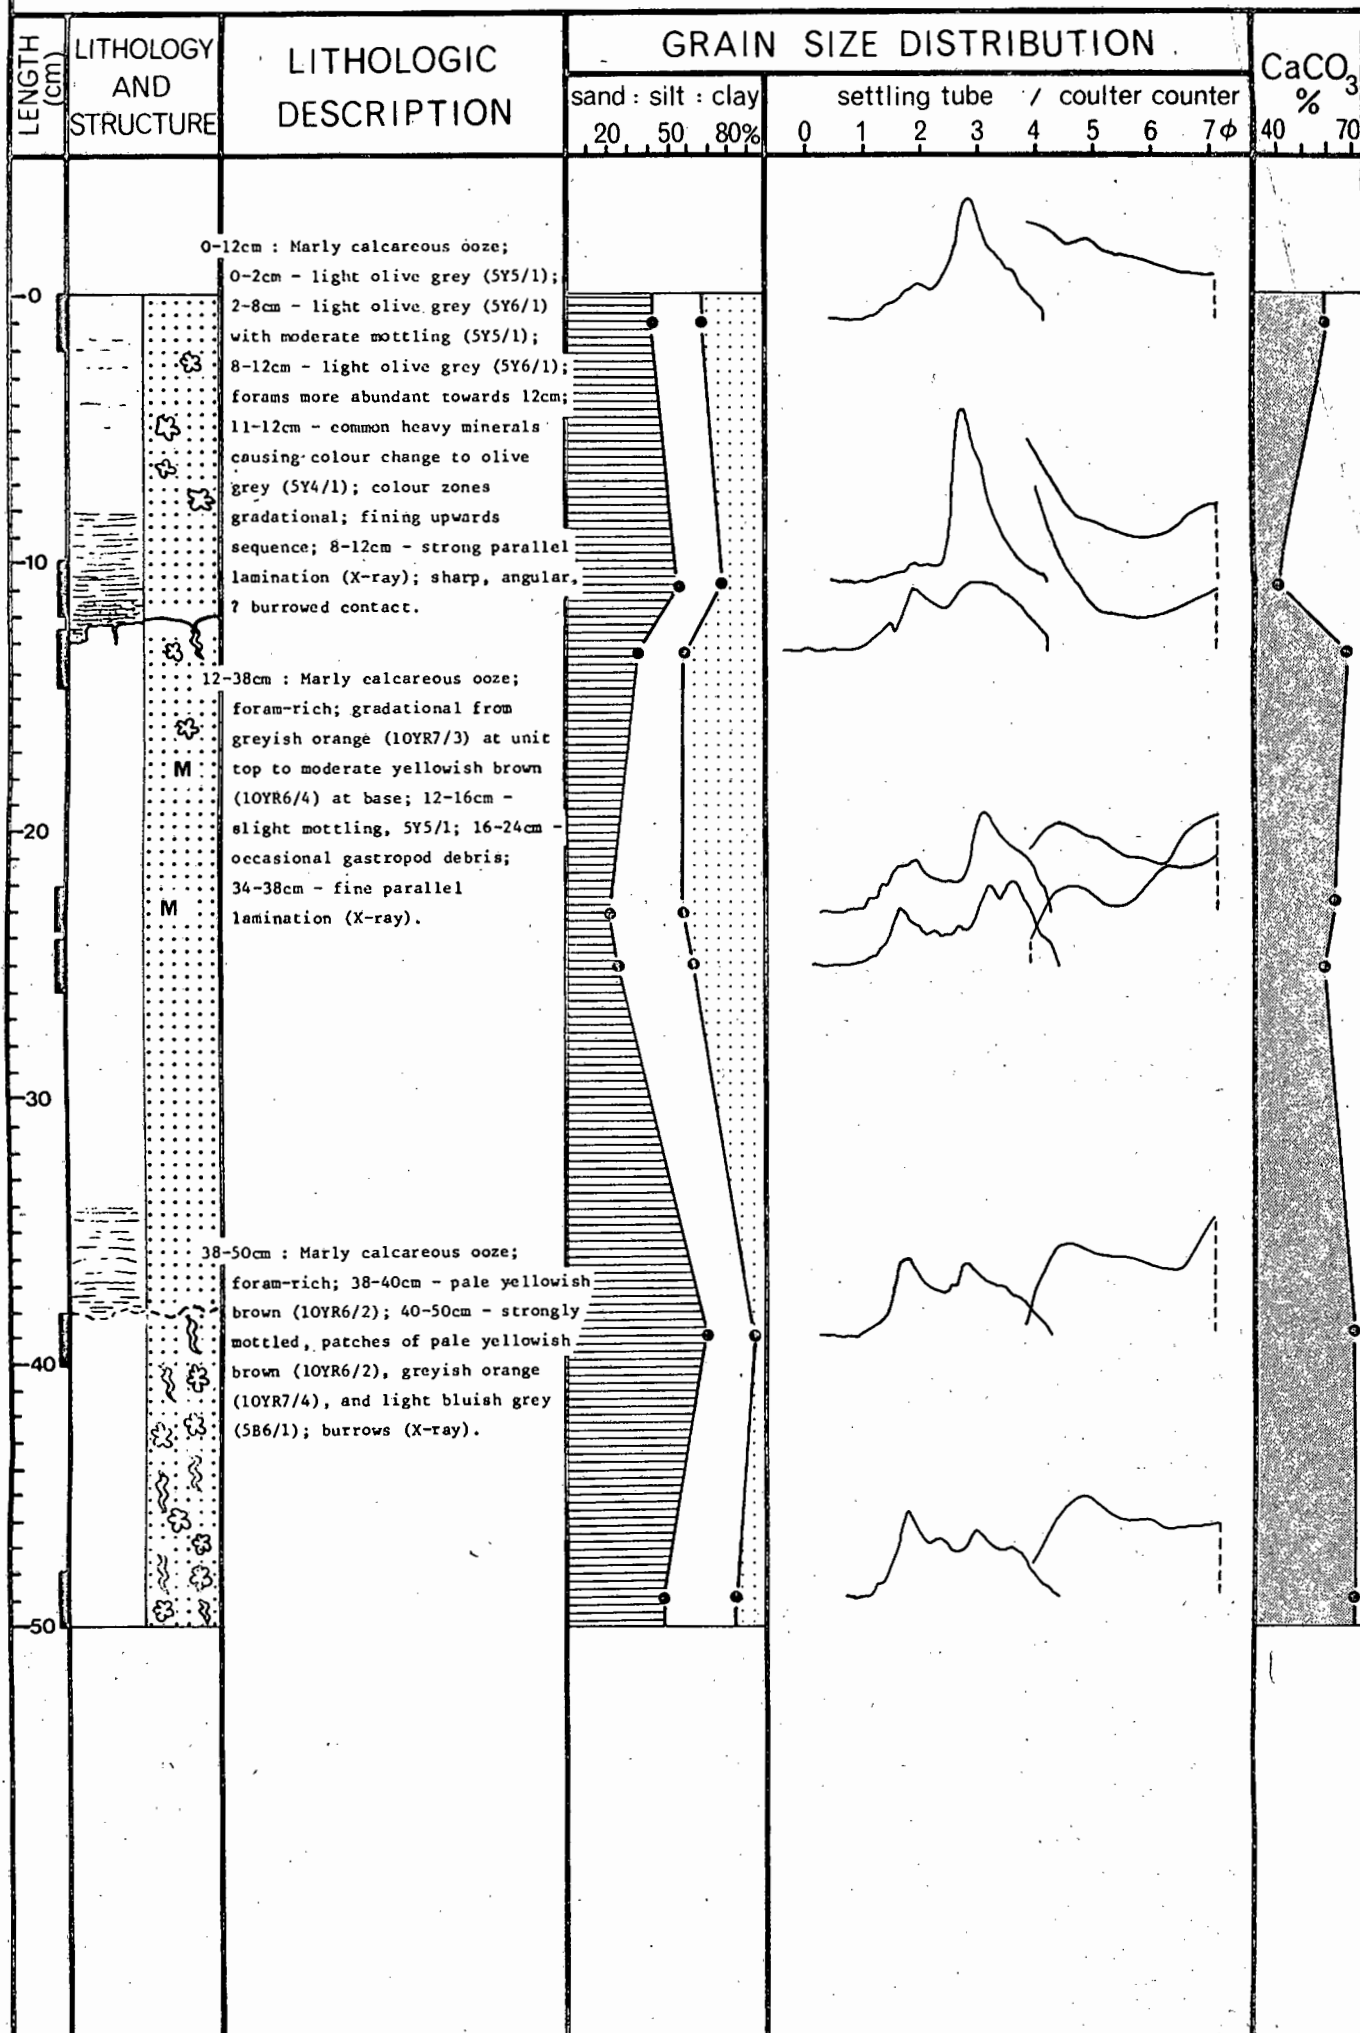 LENGTH
(cm)
LITHOLOGY
AND
STRUCTURE
LITHOLOGIC
DESCRIPTION
GRAIN SIZE DISTRIBUTION
sand : silt : clay
20 50 80%
settling tube / coulter counter
0 1 2 3 4 5 6 7ϕ
CaCO3
%
40 70
0-12cm : Marly calcareous ooze;
0-2cm - light olive grey (5Y5/1);
2-8cm - light olive grey (5Y6/1)
with moderate mottling (5Y5/1);
8-12cm - light olive grey (5Y6/1);
forams more abundant towards 12cm;
11-12cm - common heavy minerals
causing colour change to olive
grey (5Y4/1); colour zones
gradational; fining upwards
sequence; 8-12cm - strong parallel
lamination (X-ray); sharp, angular,
? burrowed contact.
12-38cm : Marly calcareous ooze;
foram-rich; gradational from
greyish orange (10YR7/3) at unit
top to moderate yellowish brown
(10YR6/4) at base; 12-16cm -
slight mottling, 5Y5/1; 16-24cm -
occasional gastropod debris;
34-38cm - fine parallel
lamination (X-ray).
38-50cm : Marly calcareous ooze;
foram-rich; 38-40cm - pale yellowish
brown (10YR6/2); 40-50cm - strongly
mottled, patches of pale yellowish
brown (10YR6/2), greyish orange
(10YR7/4), and light bluish grey
(5B6/1); burrows (X-ray).
0
10
20
30
40
50
M
M